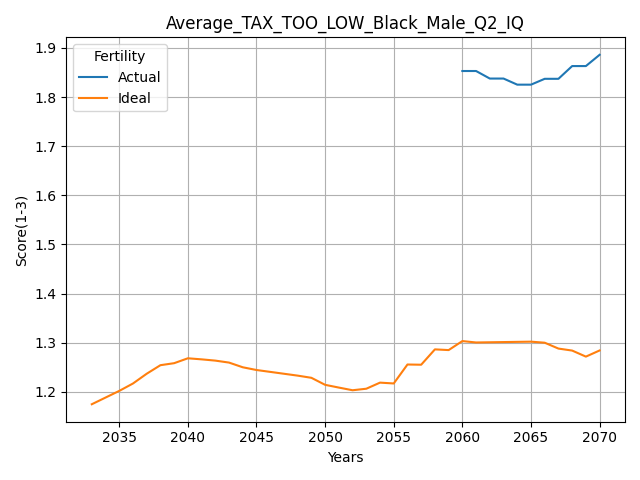 Average_TAX_TOO_LOW_Black_Male_Q2_IQ
Fertility
Actual
Ideal
Score(1-3)
1.9
1.8
1.7
1.6
1.5
1.4
1.3
1.2
2035 2040 2045 2050 2055 2060 2065 2070
Years